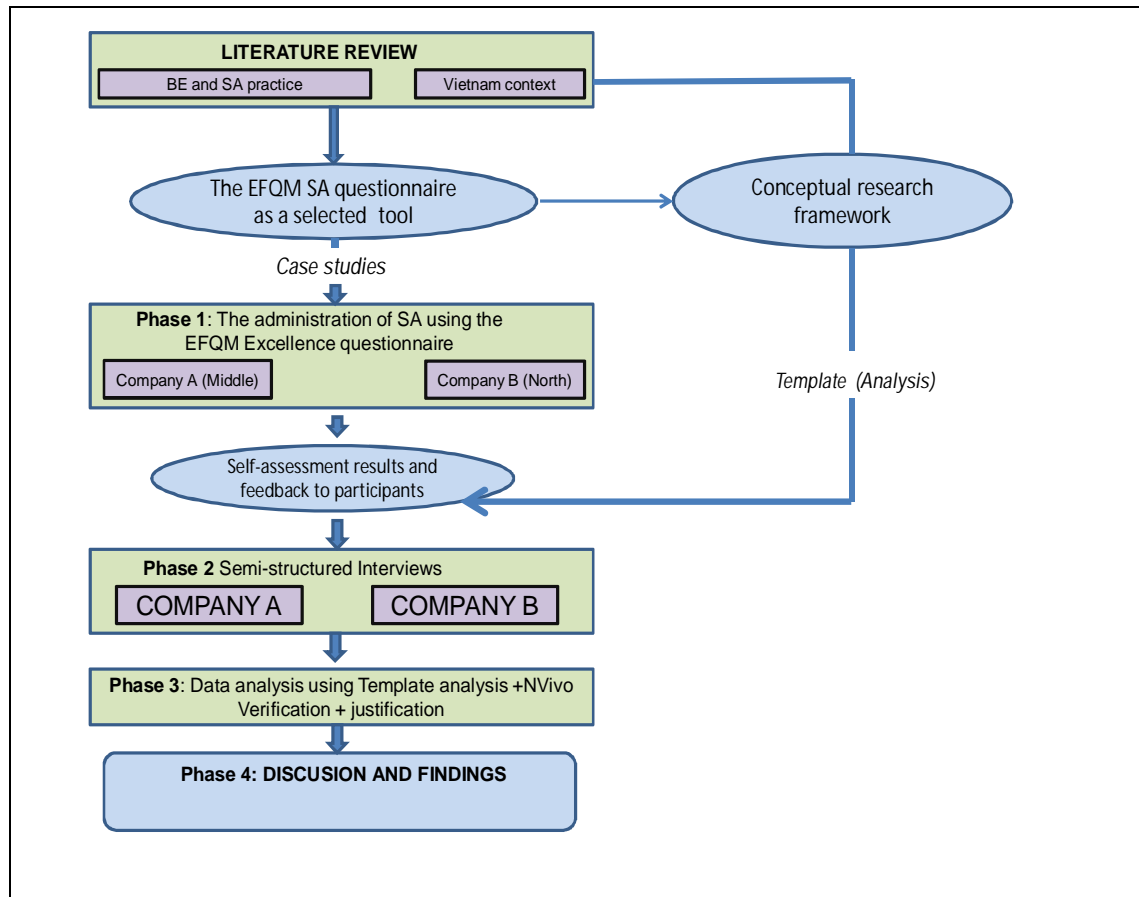 LITERATURE REVIEW
BE and SA practice
Vietnam context
The EFQM SA questionnaire
as a selected tool
Conceptual research
framework
Case studies
Phase 1: The administration of SA using the
EFQM Excellence questionnaire
Company A (Middle)
Company B (North)
Template (Analysis)
Self-assessment results and
feedback to participants
Phase 2 Semi-structured Interviews
COMPANY A
COMPANY B
Phase 3: Data analysis using Template analysis +NVivo
Verification + justification
Phase 4: DISCUSION AND FINDINGS